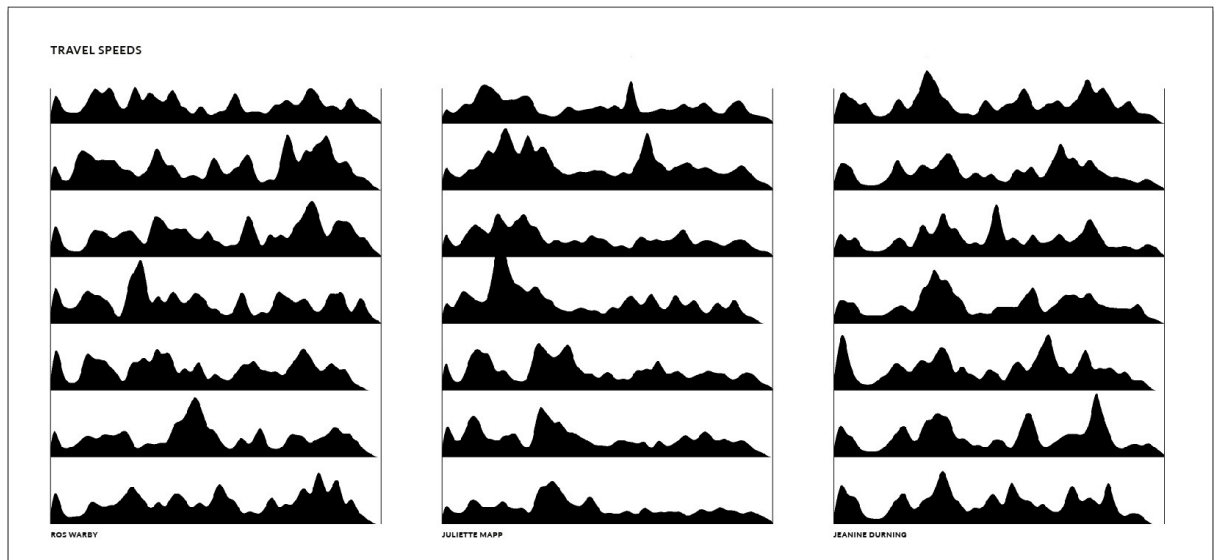 TRAVEL SPEEDS
ROS WARBY
JULIETTE MAPP
JEANINE DURNING